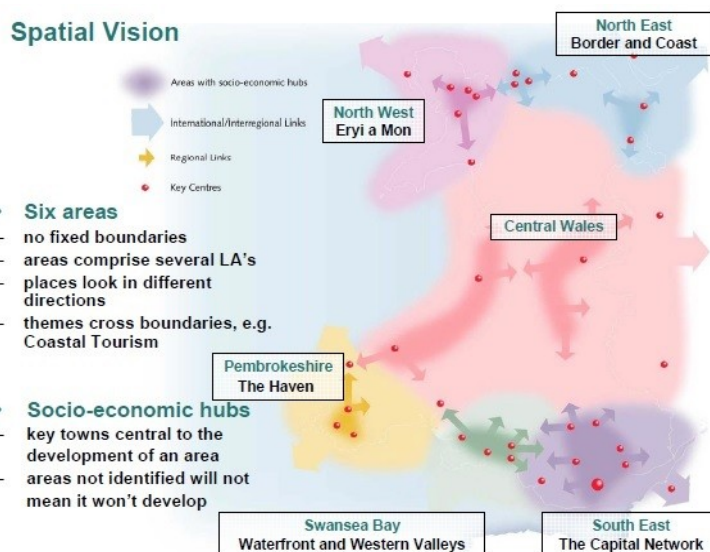 Spatial Vision
Areas with socio-economic hubs
International/Interregional Links
Regional Links
Key Centres
• Six areas
- no fixed boundaries
- areas comprise several LA's
- places look in different
directions
- themes cross boundaries, e.g.
Coastal Tourism
• Socio-economic hubs
- key towns central to the
development of an area
- areas not identified will not
mean it won't develop
North East
Border and Coast
North West
Eryi a Mon
Central Wales
Pembrokeshire
The Haven
Swansea Bay
Waterfront and Western Valleys
South East
The Capital Network